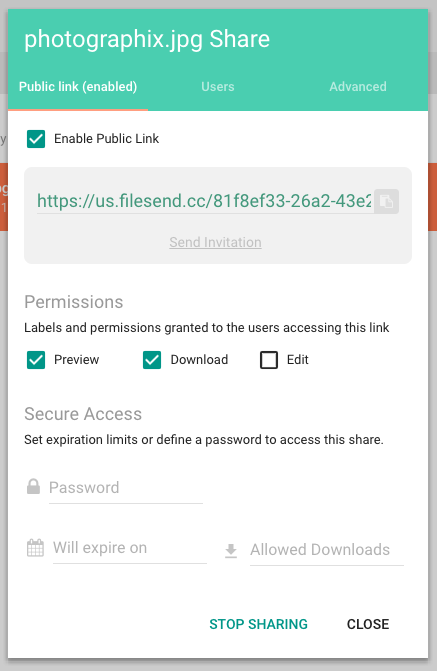 photographix.jpg Share
Public link (enabled) Users Advanced
Enable Public Link
https://us.filesend.cc/81f8ef33-26a2-43e2
Send Invitation
Permissions
Labels and permissions granted to the users accessing this link
Preview Download Edit
Secure Access
Set expiration limits or define a password to access this share.
Password
Will expire on Allowed Downloads
STOP SHARING CLOSE